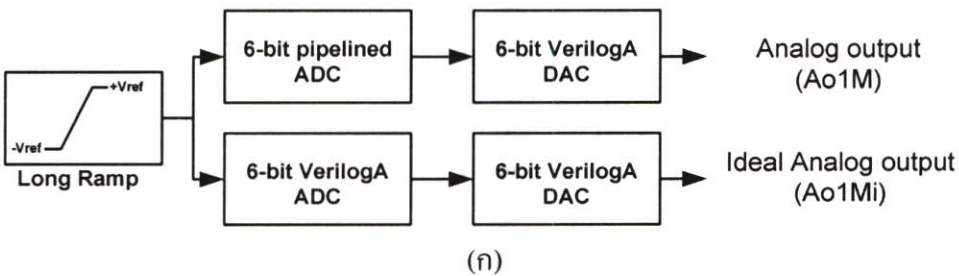 6-bit pipelined
ADC
6-bit VerilogA
DAC
Analog output
(Ao1M)
+Vref
-Vref
Long Ramp
6-bit VerilogA
ADC
6-bit VerilogA
DAC
Ideal Analog output
(Ao1Mi)
(ก)